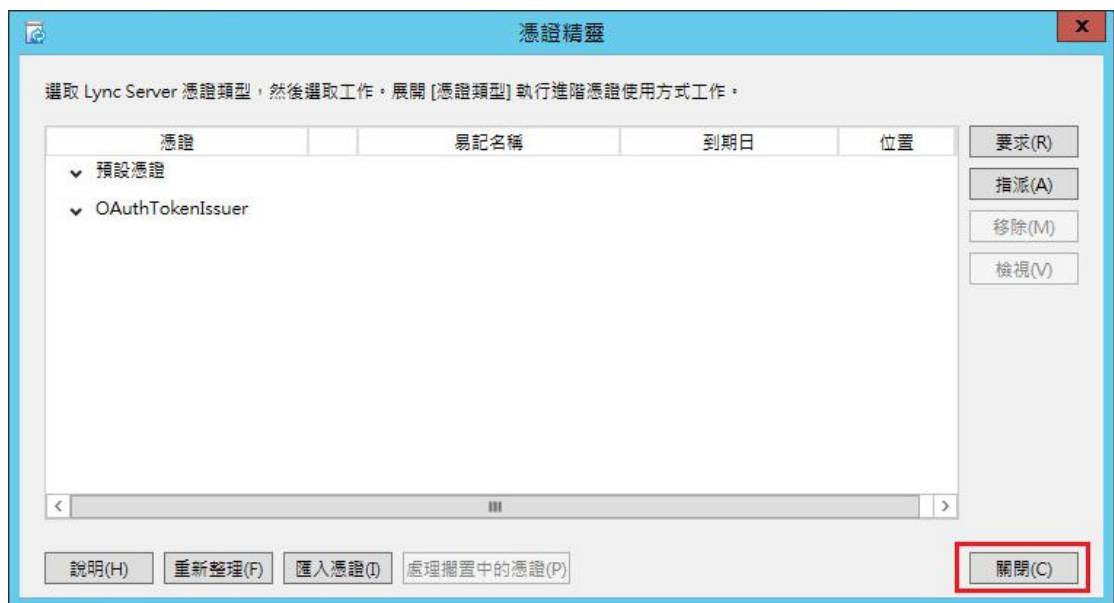 憑證精靈
x
選取 Lync Server 憑證類型，然後選取工作。展開 [憑證類型] 執行進階憑證使用方式工作。
憑證 易記名稱 到期日 位置
要求(R)
預設憑證
指派(A)
OAuthTokenIssuer
移除(M)
檢視(V)
說明(H) 重新整理(F) 匯入憑證(I) 處理擱置中的憑證(P) 關閉(C)